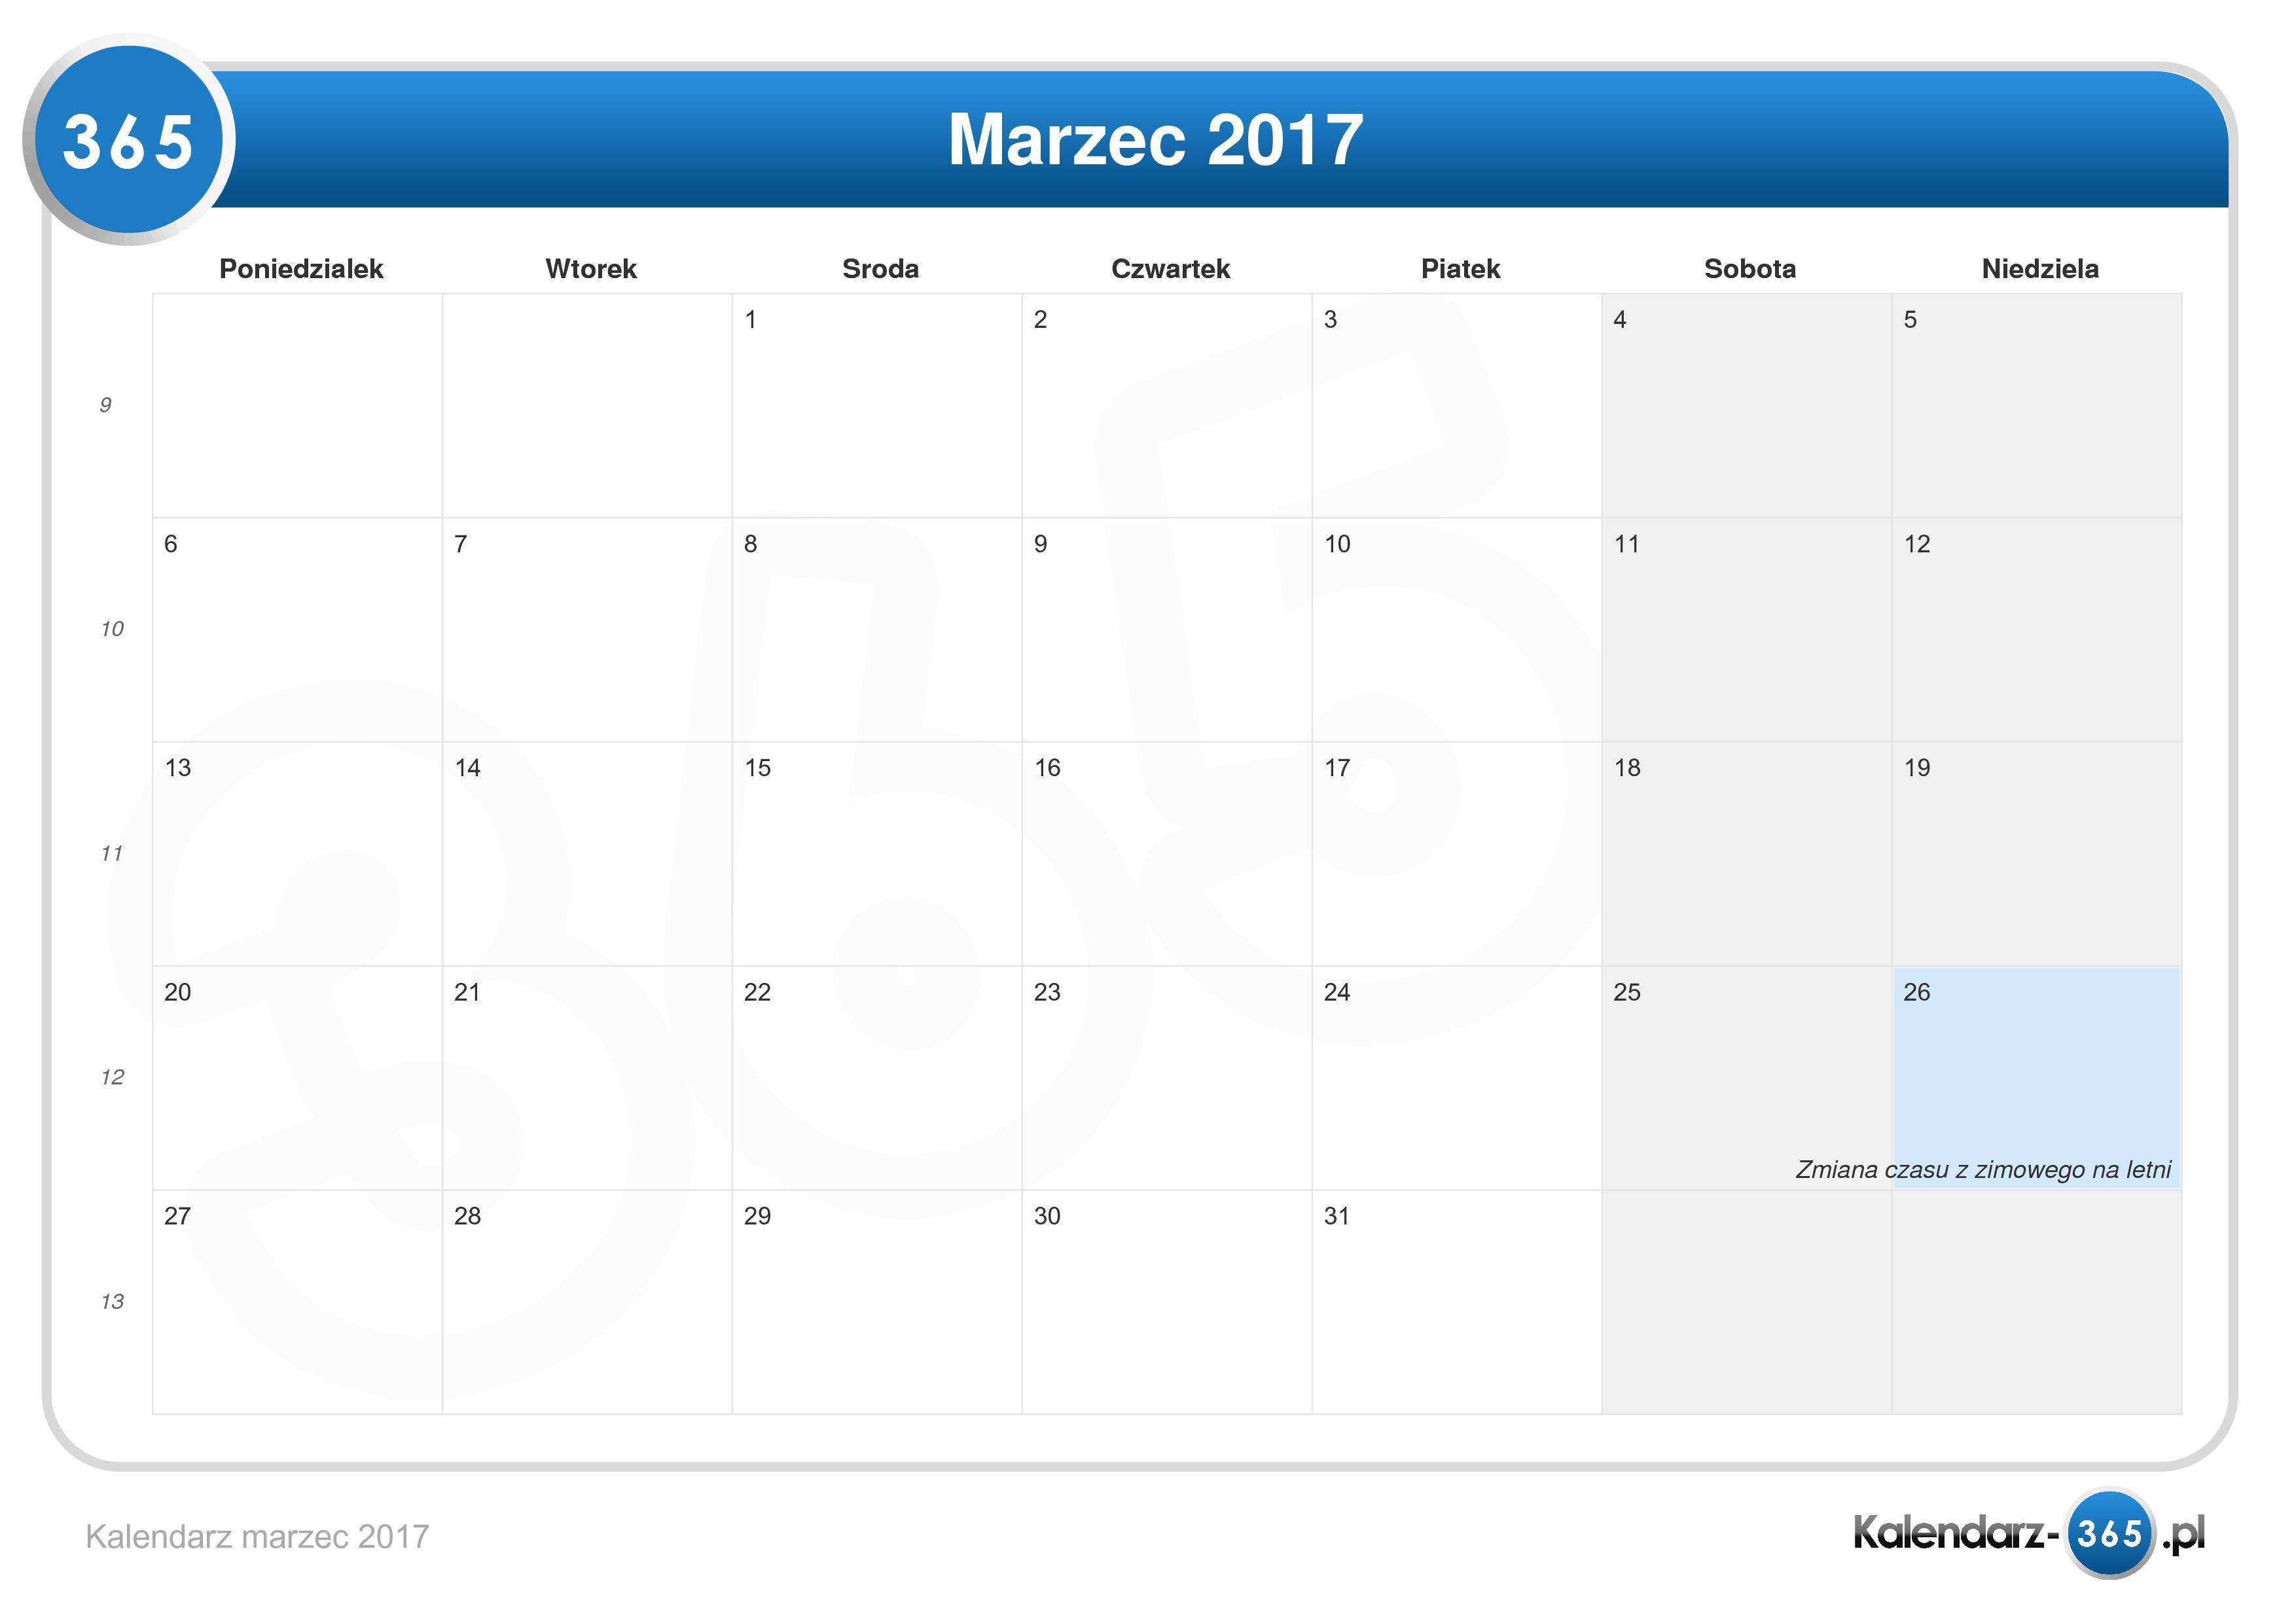 365
Marzec 2017
Poniedzialek Wtorek Sroda Czwartek Piatek Sobota Niedziela
1 2 3 4 5
9
6 7 8 9 10 11 12
10
13 14 15 16 17 18 19
11
20 21 22 23 24 25 26
12
Zmiana czasu z zimowego na letni
27 28 29 30 31
13
Kalendarz marzec 2017
Kalendarz-365.pl